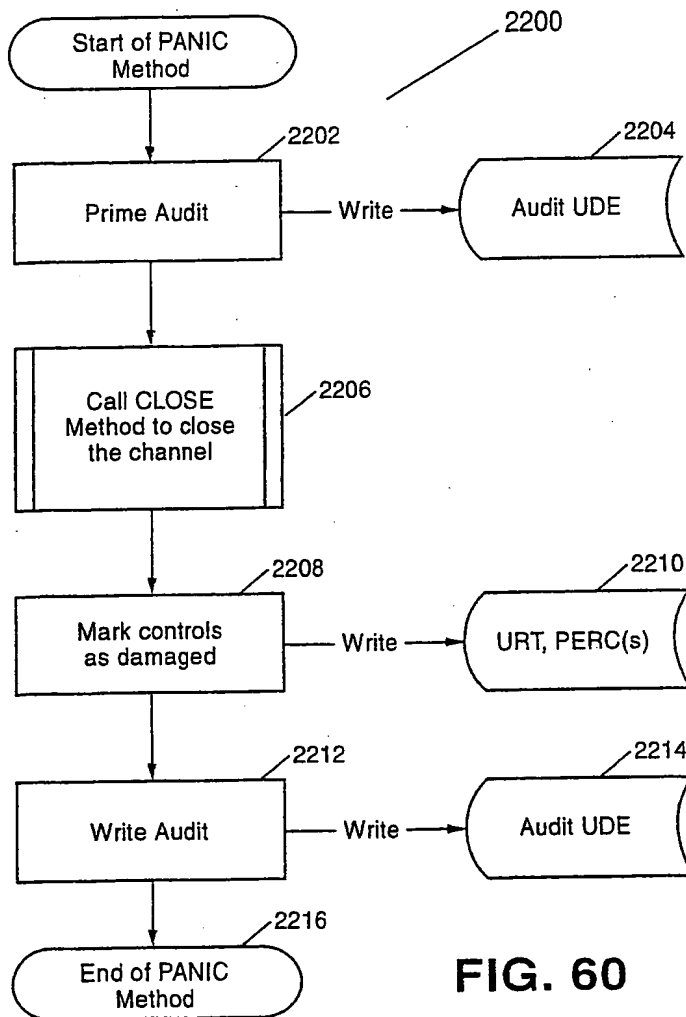 Start of PANIC
Method
2200
2202
Prime Audit
Write
2204
Audit UDE
Call CLOSE
Method to close
the channel
2206
2208
Mark controls
as damaged
Write
2210
URT, PERC(s)
2212
Write Audit
Write
2214
Audit UDE
2216
End of PANIC
Method
FIG. 60